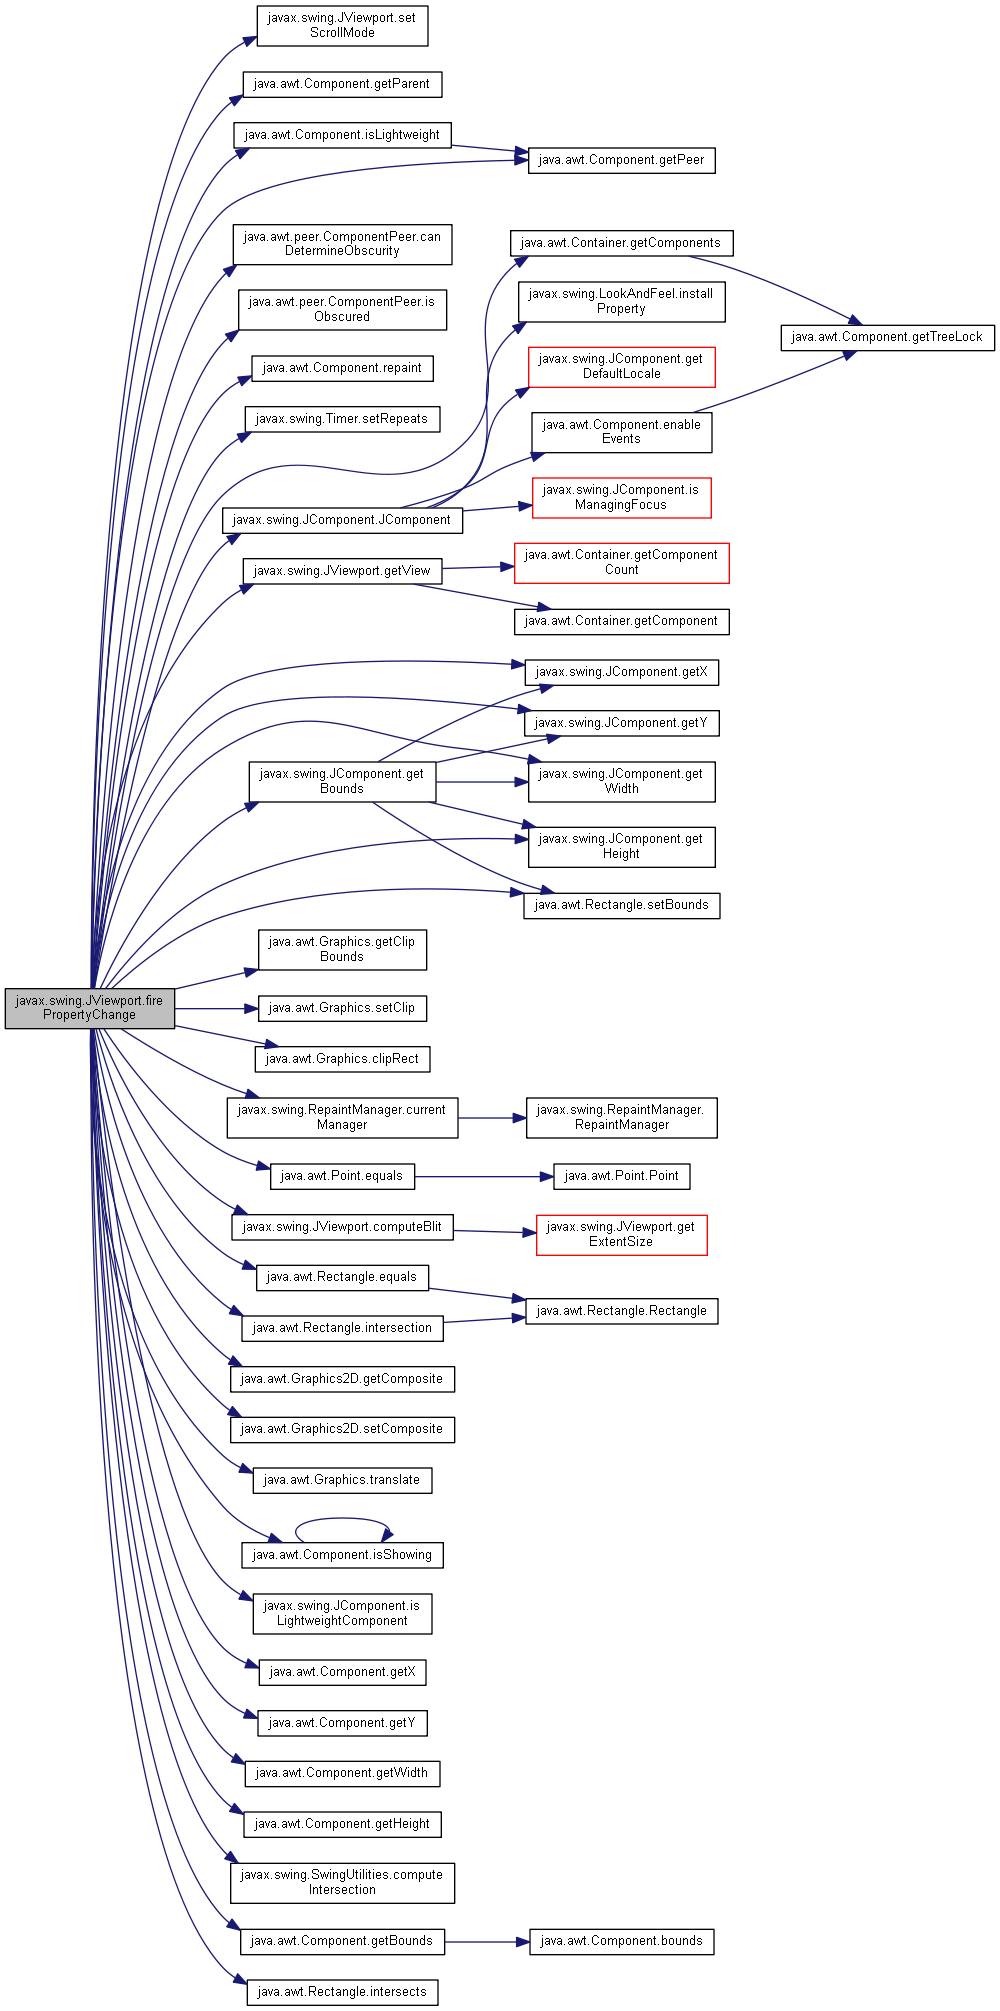 javax.swing.JViewport.fire
PropertyChange
javax.swing.JViewport.set
ScrollMode
java.awt.Component.getParent
java.awt.Component.isLightweight
java.awt.Component.getPeer
java.awt.peer.ComponentPeer.can
DetermineObscurity
java.awt.peer.ComponentPeer.is
Obscured
java.awt.Component.repaint
javax.swing.Timer.setRepeats
java.awt.Container.getComponents
javax.swing.LookAndFeel.install
Property
java.awt.Component.getTreeLock
javax.swing.JComponent.get
DefaultLocale
java.awt.Component.enable
Events
javax.swing.JComponent.is
ManagingFocus
javax.swing.JComponent.JComponent
javax.swing.JViewport.getView
java.awt.Container.getComponent
Count
java.awt.Container.getComponent
javax.swing.JComponent.getX
javax.swing.JComponent.getY
javax.swing.JComponent.get
Bounds
javax.swing.JComponent.get
Width
javax.swing.JComponent.get
Height
java.awt.Rectangle.setBounds
java.awt.Graphics.getClip
Bounds
java.awt.Graphics.setClip
java.awt.Graphics.clipRect
javax.swing.RepaintManager.current
Manager
javax.swing.RepaintManager.
RepaintManager
java.awt.Point.equals
java.awt.Point.Point
javax.swing.JViewport.computeBlit
javax.swing.JViewport.get
ExtentSize
java.awt.Rectangle.equals
java.awt.Rectangle.Rectangle
java.awt.Rectangle.intersection
java.awt.Graphics2D.getComposite
java.awt.Graphics2D.setComposite
java.awt.Graphics.translate
java.awt.Component.isShowing
javax.swing.JComponent.is
LightweightComponent
java.awt.Component.getX
java.awt.Component.getY
java.awt.Component.getWidth
java.awt.Component.getHeight
javax.swing.SwingUtilities.compute
Intersection
java.awt.Component.getBounds
java.awt.Component.bounds
java.awt.Rectangle.intersects